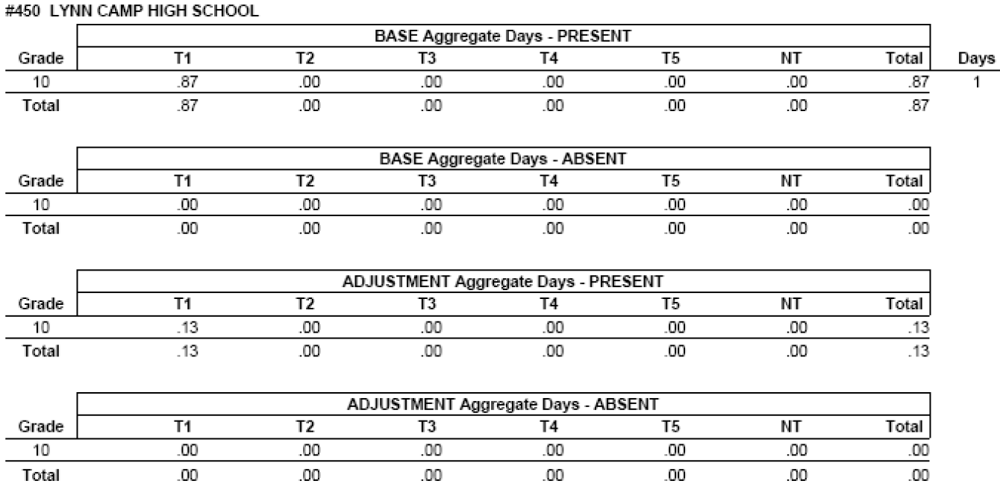 #450 LYNN CAMP HIGH SCHOOL
BASE Aggregate Days - PRESENT
Grade T1 T2 T3 T4 T5 NT Total Days
10 .87 .00 .00 .00 .00 .00 .87 1
Total .87 .00 .00 .00 .00 .00 .87
BASE Aggregate Days - ABSENT
Grade T1 T2 T3 T4 T5 NT Total
10 .00 .00 .00 .00 .00 .00 .00
Total .00 .00 .00 .00 .00 .00 .00
ADJUSTMENT Aggregate Days - PRESENT
Grade T1 T2 T3 T4 T5 NT Total
10 .13 .00 .00 .00 .00 .00 .13
Total .13 .00 .00 .00 .00 .00 .13
ADJUSTMENT Aggregate Days - ABSENT
Grade T1 T2 T3 T4 T5 NT Total
10 .00 .00 .00 .00 .00 .00 .00
Total .00 .00 .00 .00 .00 .00 .00